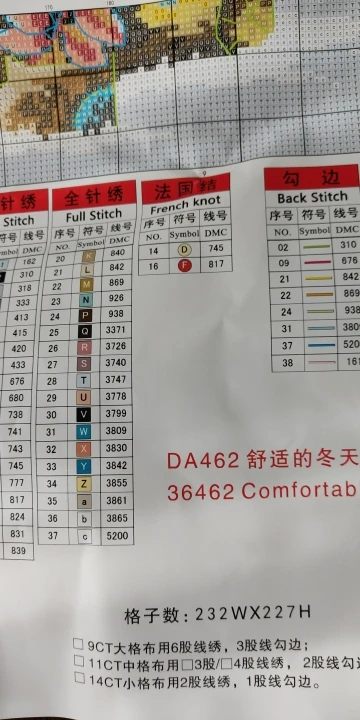 170 180
针绣 全针绣 法国结 勾边
Stitch Full Stitch French knot Back Stitch
符号 线号 序号 符号 线号 序号 符号 线号 序号 符号 线号
DMC NO. Symbol DMC NO. Symbol DMC NO. Symbol DMC
162 20 K 840 14 D 745 02 310
310 21 L 842 16 F 817 09 676
318 22 M 869 21 842
333 23 N 926 22 869
413 24 P 938 24 938
415 25 Q 3371 31 380
420 26 R 3726 37 520
433 27 S 3740 38 161
676 28 T 3747
680 29 U 3778
738 30 V 3799
741 31 W 3809
743 32 X 3830
745 33 Y 3842
777 34 Z 3855
817 35 a 3861
824 36 b 3865
831 37 c 5200
839
DA462 舒适的冬天
36462 Comfortab
格子数: 232WX227H
□ 9CT大格布用6股线绣, 3股线勾边;
□ 11CT中格布用□3股/□4股线绣, 2股线勾
□ 14CT小格布用2股线绣, 1股线勾边。